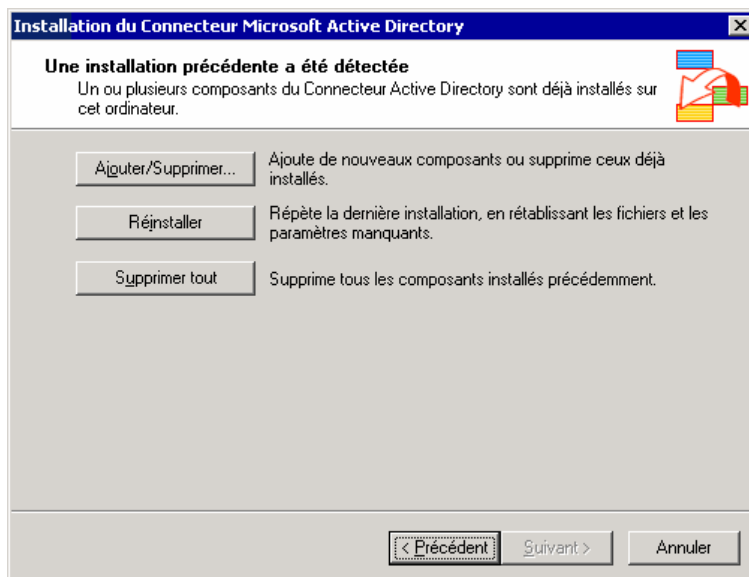 Installation du Connecteur Microsoft Active Directory
Une installation précédente a été détectée
Un ou plusieurs composants du Connecteur Active Directory sont déjà installés sur
cet ordinateur.
Ajouter/Supprimer...
Ajoute de nouveaux composants ou supprime ceux déjà
installés.
Réinstaller
Répète la dernière installation, en rétablissant les fichiers et les
paramètres manquants.
Supprimer tout
Supprime tous les composants installés précédemment.
< Précédent
Suivant >
Annuler